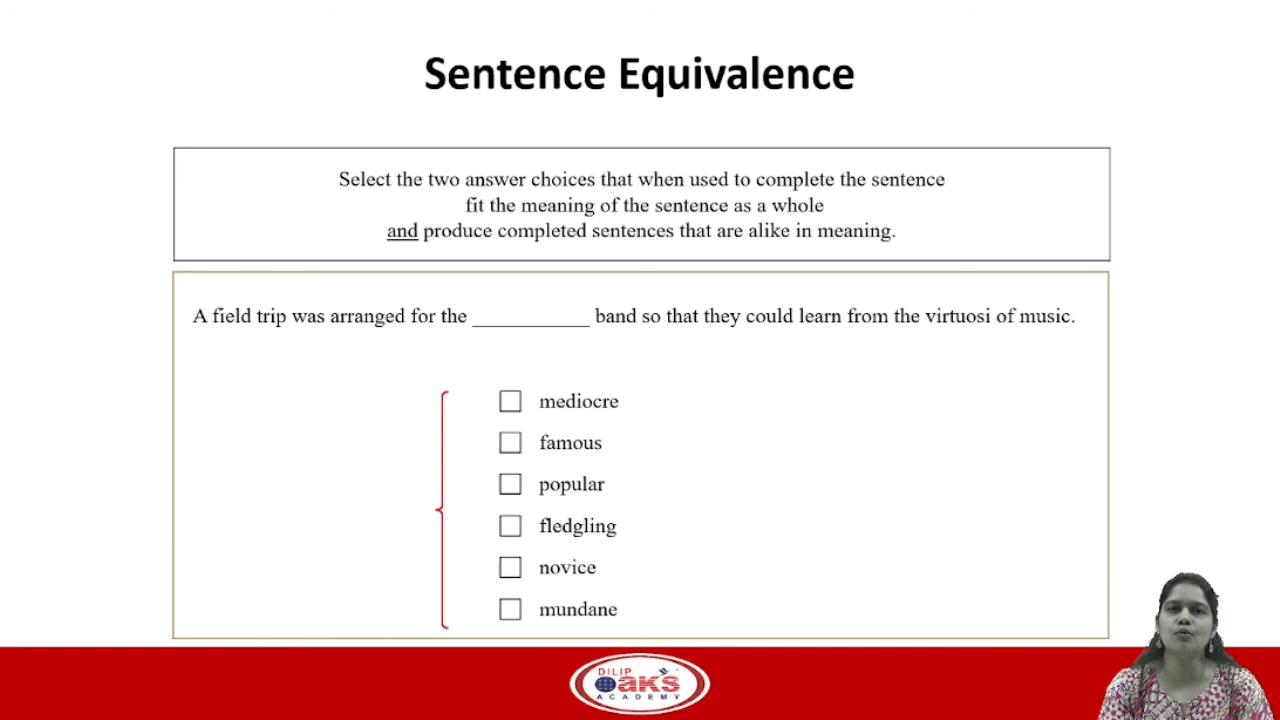 Sentence Equivalence
Select the two answer choices that when used to complete the sentence
fit the meaning of the sentence as a whole
and produce completed sentences that are alike in meaning.
A field trip was arranged for the ___________ band so that they could learn from the virtuosi of music.
mediocre
famous
popular
fledgling
novice
mundane
DILIP
oaks
ACADEMY